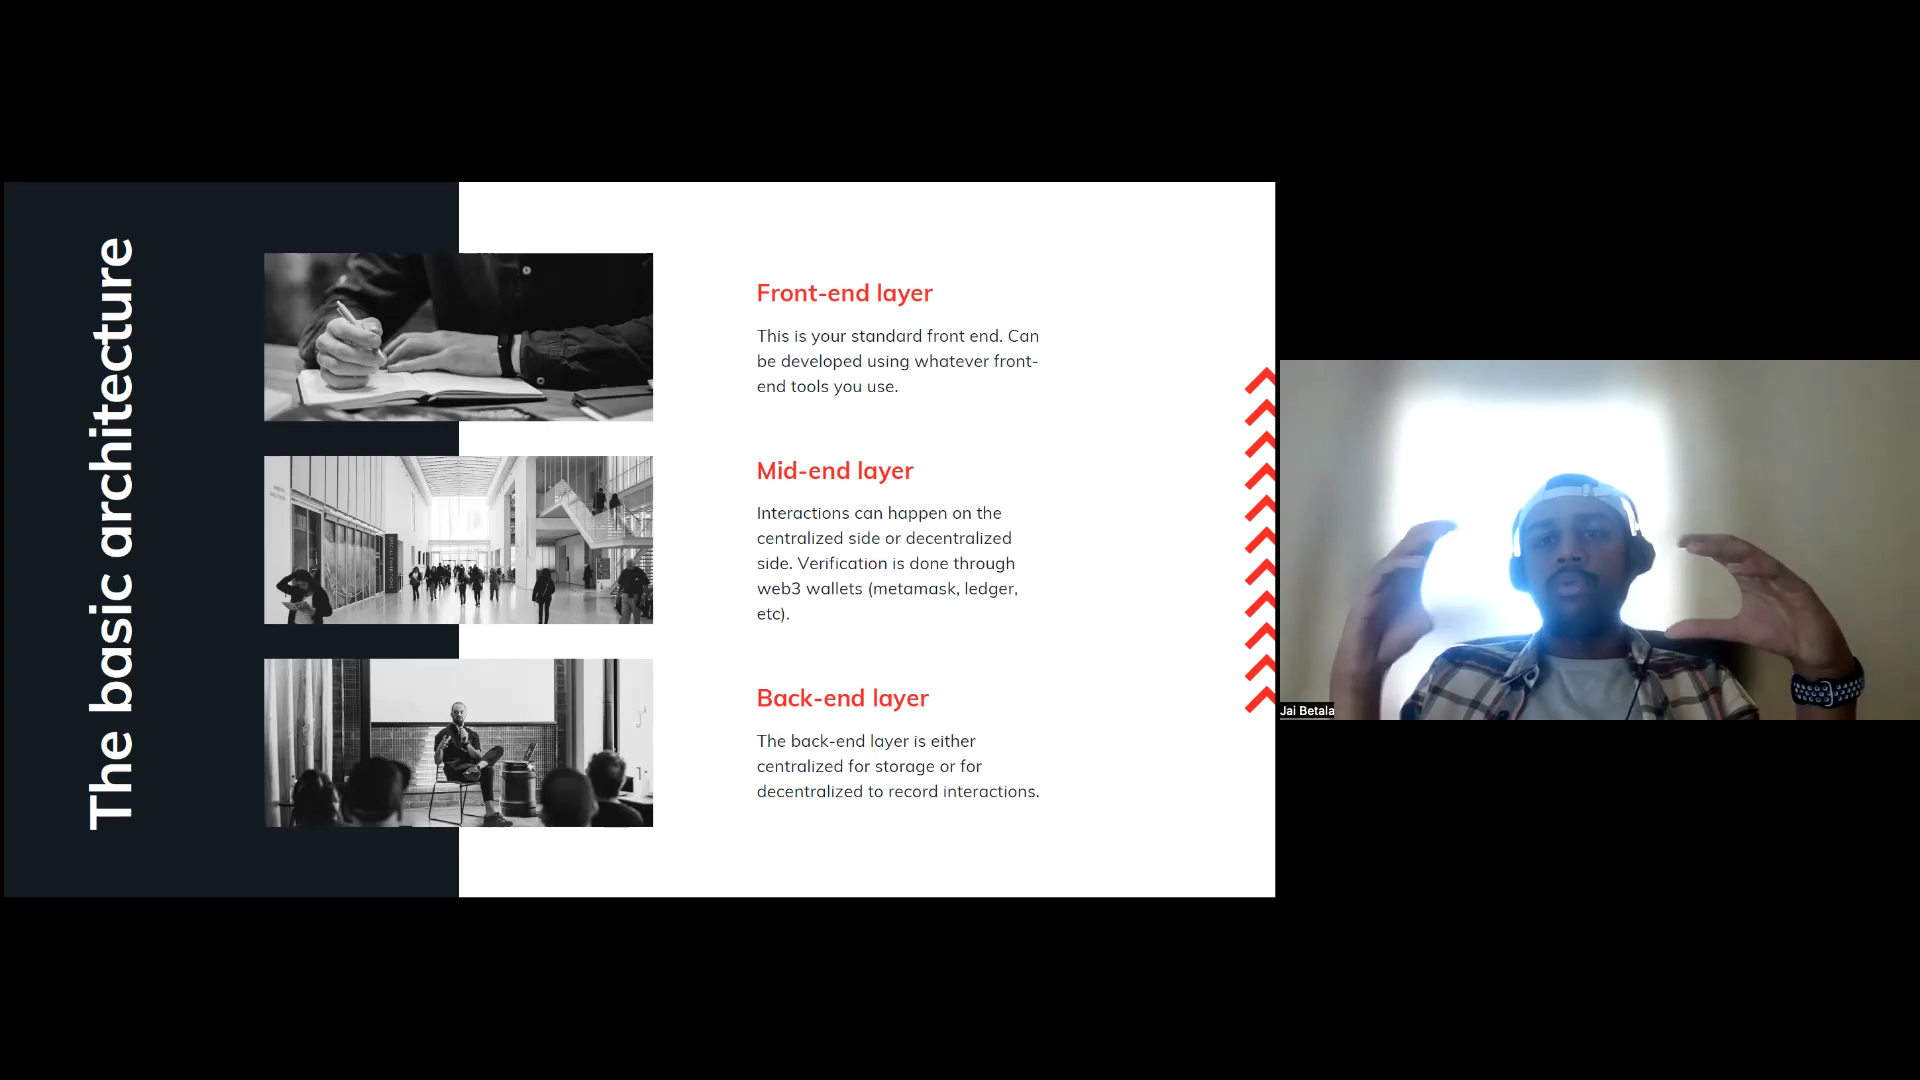 The basic architecture
Front-end layer
This is your standard front end. Can
be developed using whatever front-
end tools you use.
Mid-end layer
Interactions can happen on the
centralized side or decentralized
side. Verification is done through
web3 wallets (metamask, ledger,
etc).
Back-end layer
The back-end layer is either
centralized for storage or for
decentralized to record interactions.
Jai Betala